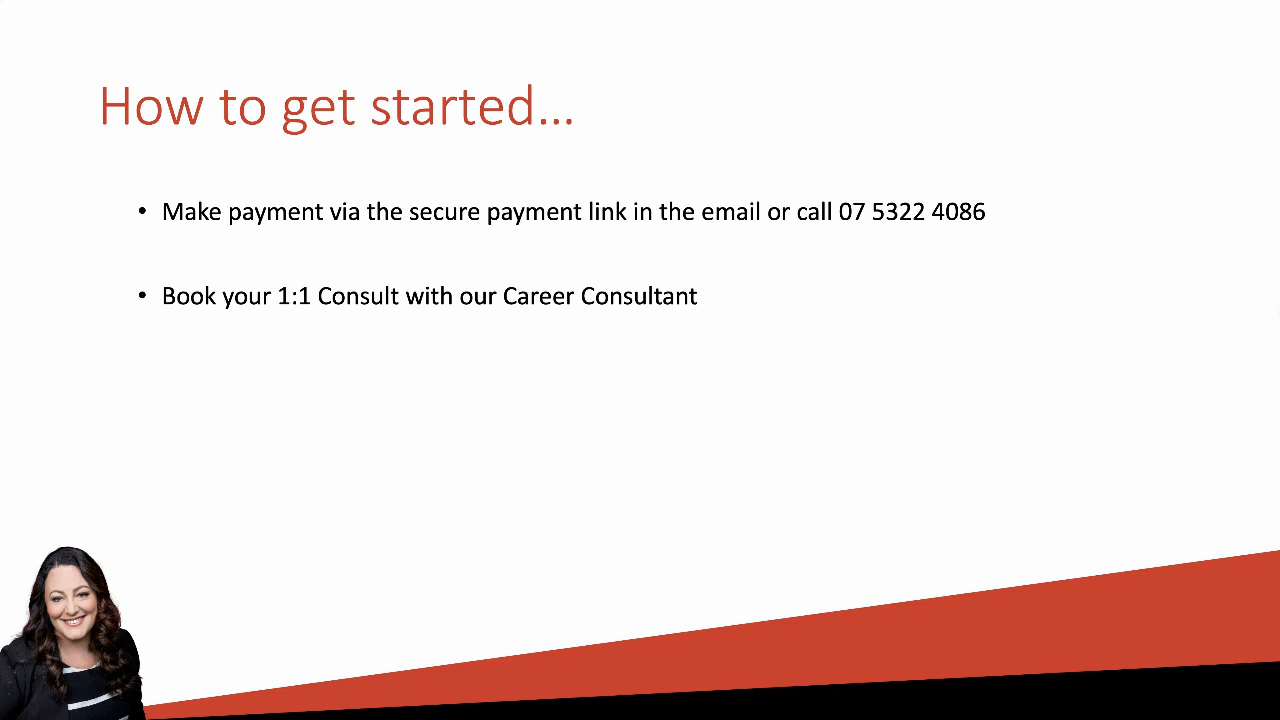 How to get started...
• Make payment via the secure payment link in the email or call 07 5322 4086
• Book your 1:1 Consult with our Career Consultant